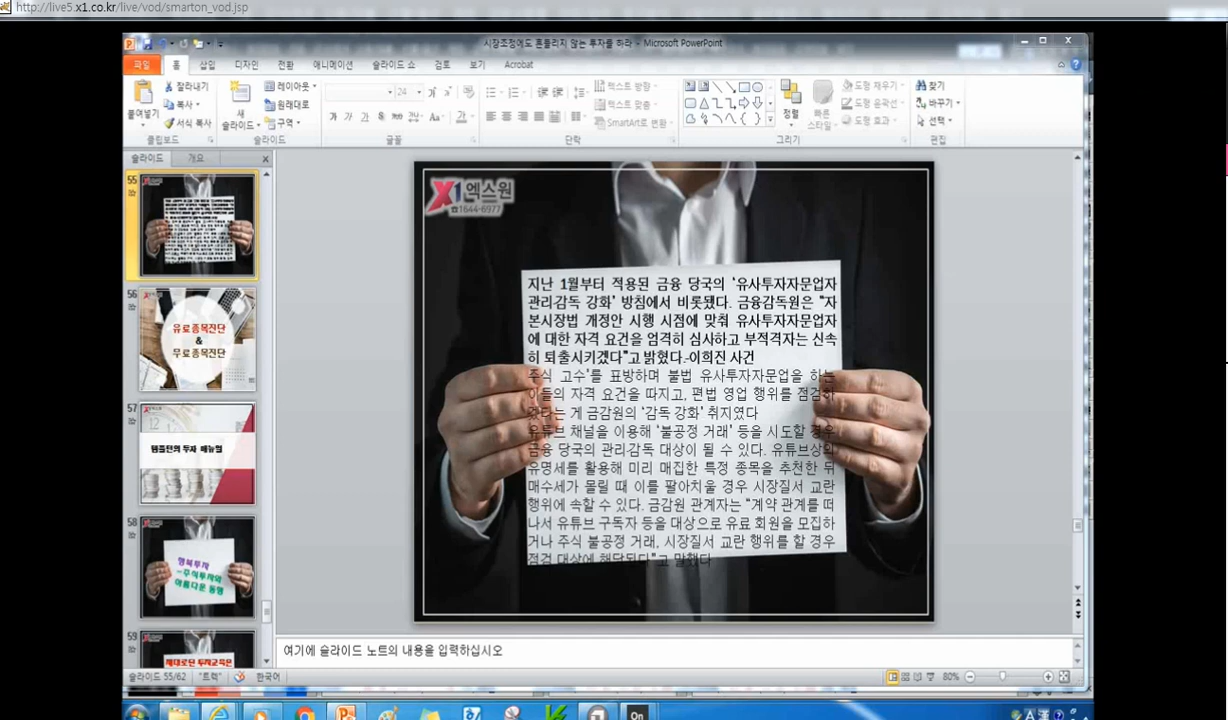 http://live5.x1.co.kr/live/vod/smarton_vod.jsp
시장조정에도 흔들리지 않는 투자를 하라 - Microsoft PowerPoint
파일 홈 삽입 디자인 전환 애니메이션 슬라이드 쇼 검토 보기 Acrobat
붙여넣기
잘라내기
복사
서식 복사
클립보드
새 슬라이드
레이아웃
원래대로
구역
슬라이드
24
글꼴
텍스트 방향
텍스트 맞춤
SmartArt로 변환
단락
정렬
빠른 스타일
도형 채우기
도형 윤곽선
도형 효과
그리기
찾기
바꾸기
선택
편집
슬라이드 개요
55
56
유료종목진단
&
무료종목진단
57
템플턴의 투자 매뉴얼
58
행복투자
-주식투자의
아름다운 동행
59
제대로된 투자교육은
X1엑스원
☎1644-6977
지난 1월부터 적용된 금융 당국의 ‘유사투자자문업자
관리감독 강화’ 방침에서 비롯됐다. 금융감독원은 “자
본시장법 개정안 시행 시점에 맞춰 유사투자자문업자
에 대한 자격 요건을 엄격히 심사하고 부적격자는 신속
히 퇴출시키겠다”고 밝혔다.-이희진 사건
주식 고수’를 표방하며 불법 유사투자자문업을 하는
이들의 자격 요건을 따지고, 편법 영업 행위를 점검하
겠다는 게 금감원의 ‘감독 강화’ 취지였다
유튜브 채널을 이용해 ‘불공정 거래’ 등을 시도할 경우
금융 당국의 관리감독 대상이 될 수 있다. 유튜브상의
유명세를 활용해 미리 매집한 특정 종목을 추천한 뒤
매수세가 몰릴 때 이를 팔아치울 경우 시장질서 교란
행위에 속할 수 있다. 금감원 관계자는 “계약 관계를 떠
나서 유튜브 구독자 등을 대상으로 유료 회원을 모집하
거나 주식 불공정 거래, 시장질서 교란 행위를 할 경우
점검 대상에 해당된다”고 말했다
여기에 슬라이드 노트의 내용을 입력하십시오
슬라이드 55/62 "트렉" 한국어 80%
On